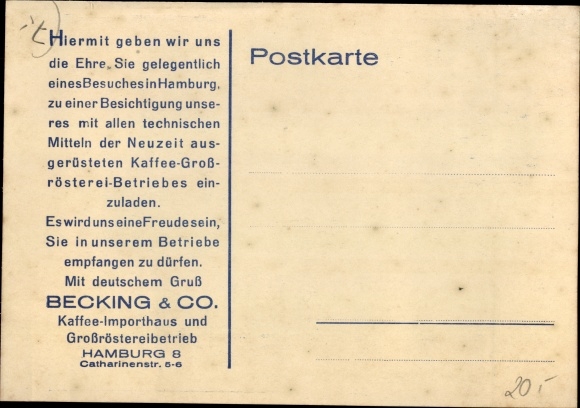 Hiermit geben wir uns
die Ehre, Sie gelegentlich
eines Besuches in Hamburg,
zu einer Besichtigung unse-
res mit allen technischen
Mitteln der Neuzeit aus-
gerüsteten Kaffee-Groß-
rösterei-Betriebes ein-
zuladen.
Es wird uns eine Freude sein,
Sie in unserem Betriebe
empfangen zu dürfen.
Mit deutschem Gruß
BECKING & CO.
Kaffee-Importhaus und
Großröstereibetrieb
HAMBURG 8
Catharinenstr. 5-6
Postkarte
20,-